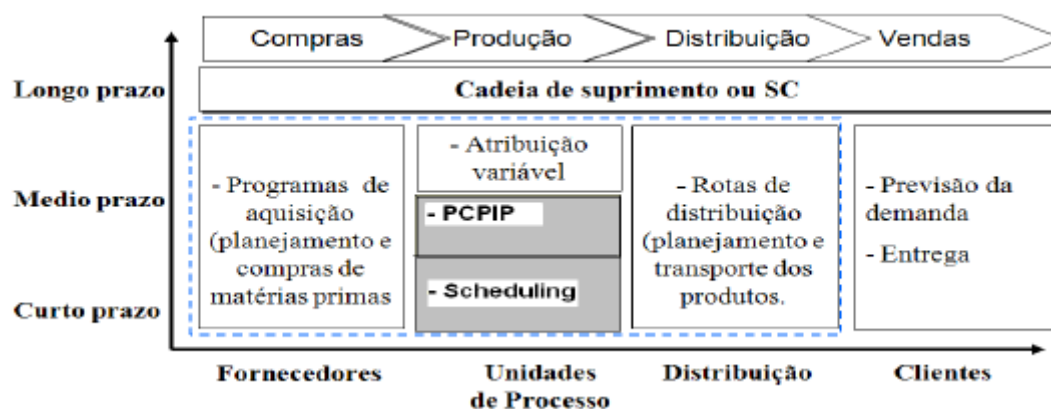 Compras
Produção
Distribuição
Vendas
Longo prazo
Cadeia de suprimento ou SC
Medio prazo
Curto prazo
- Programas de
aquisição
(planejamento e
compras de
matérias primas
- Atribuição
variável
- PCPIP
- Scheduling
- Rotas de
distribuição
(planejamento e
transporte dos
produtos.
- Previsão da
demanda
- Entrega
Fornecedores
Unidades
de Processo
Distribuição
Clientes